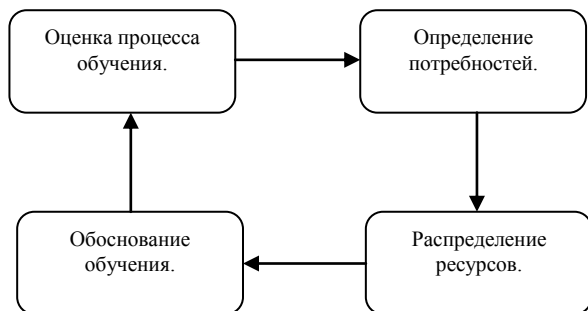 Оценка процесса
обучения.
Определение
потребностей.
Обоснование
обучения.
Распределение
ресурсов.